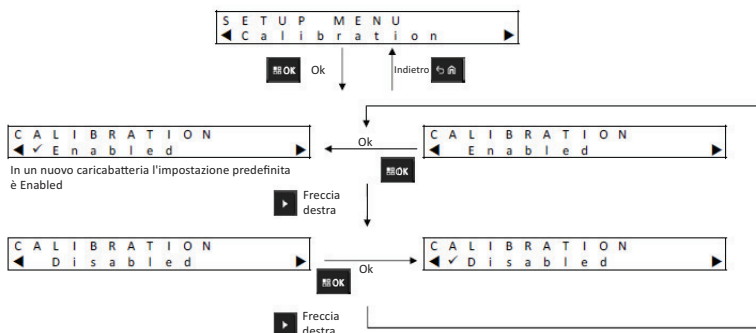 SETUP MENU
◀Calibration▶
OK Ok Indietro
CALIBRATION
◀✓Enabled▶
Ok
OK
CALIBRATION
◀ Enabled▶
In un nuovo caricabatteria l'impostazione predefinita
è Enabled
Freccia
destra
CALIBRATION
◀ Disabled▶
Ok
OK
CALIBRATION
◀✓Disabled▶
Freccia
destra